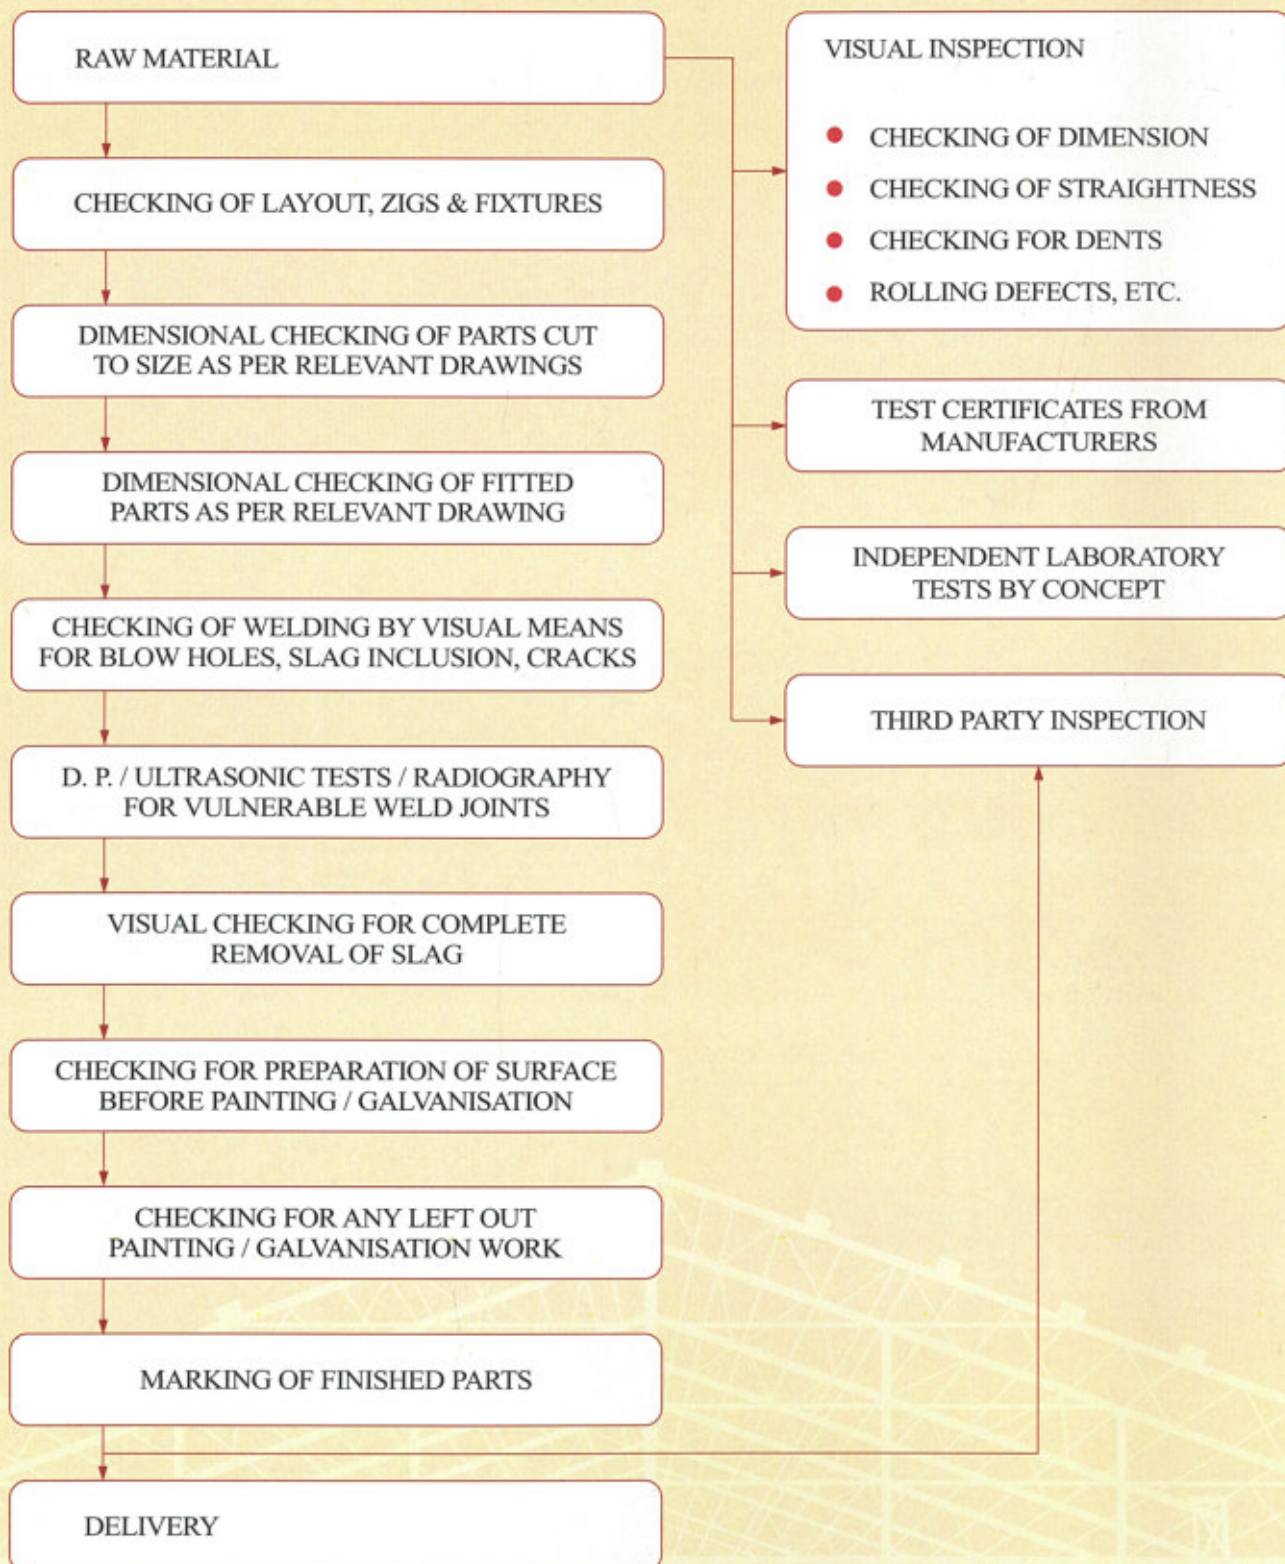 RAW MATERIAL
CHECKING OF LAYOUT, ZIGS & FIXTURES
DIMENSIONAL CHECKING OF PARTS CUT
TO SIZE AS PER RELEVANT DRAWINGS
DIMENSIONAL CHECKING OF FITTED
PARTS AS PER RELEVANT DRAWING
CHECKING OF WELDING BY VISUAL MEANS
FOR BLOW HOLES, SLAG INCLUSION, CRACKS
D. P. / ULTRASONIC TESTS / RADIOGRAPHY
FOR VULNERABLE WELD JOINTS
VISUAL CHECKING FOR COMPLETE
REMOVAL OF SLAG
CHECKING FOR PREPARATION OF SURFACE
BEFORE PAINTING / GALVANISATION
CHECKING FOR ANY LEFT OUT
PAINTING / GALVANISATION WORK
MARKING OF FINISHED PARTS
DELIVERY
VISUAL INSPECTION
● CHECKING OF DIMENSION
● CHECKING OF STRAIGHTNESS
● CHECKING FOR DENTS
● ROLLING DEFECTS, ETC.
TEST CERTIFICATES FROM
MANUFACTURERS
INDEPENDENT LABORATORY
TESTS BY CONCEPT
THIRD PARTY INSPECTION